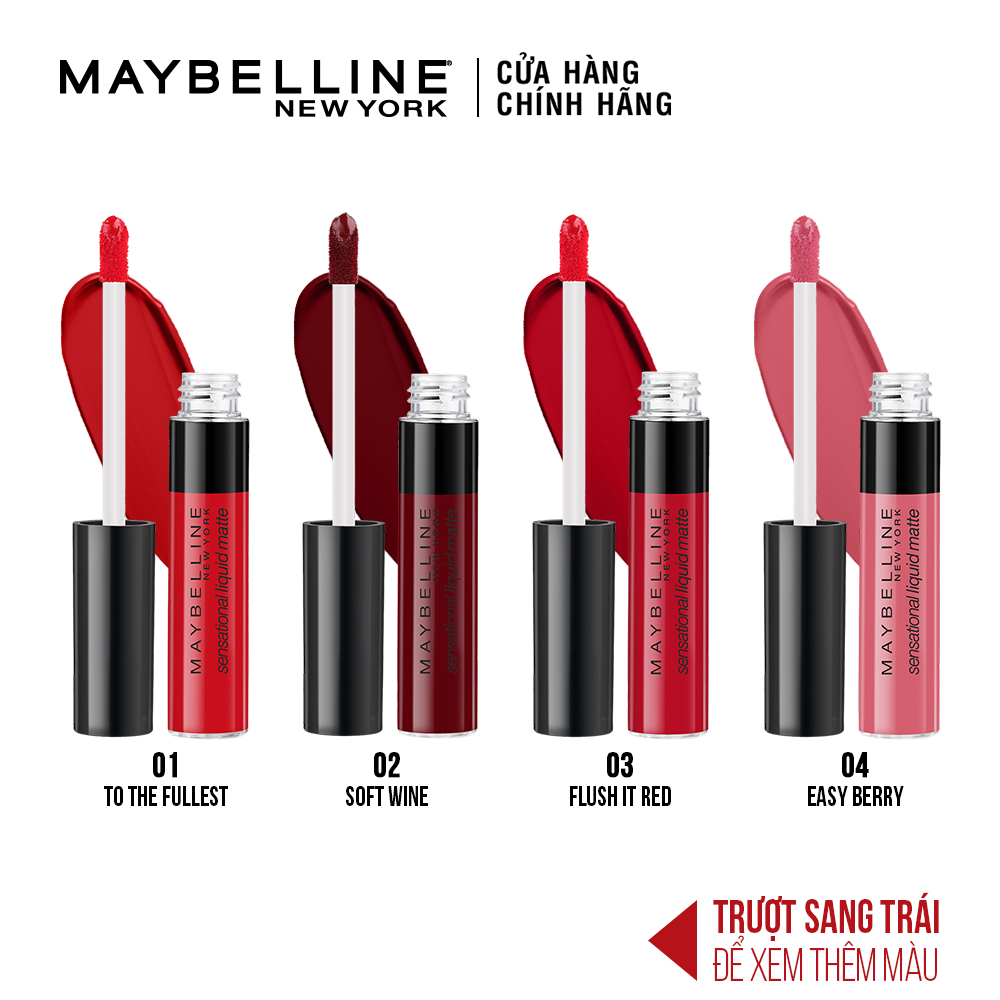 MAYBELLINE®
NEW YORK
CỬA HÀNG
CHÍNH HÃNG
MAYBELLINE
NEW YORK
sensational liquid matte
MAYBELLINE
NEW YORK
sensational liquid matte
MAYBELLINE
NEW YORK
sensational liquid matte
MAYBELLINE
NEW YORK
sensational liquid matte
01
TO THE FULLEST
02
SOFT WINE
03
FLUSH IT RED
04
EASY BERRY
TRƯỢT SANG TRÁI
ĐỂ XEM THÊM MÀU